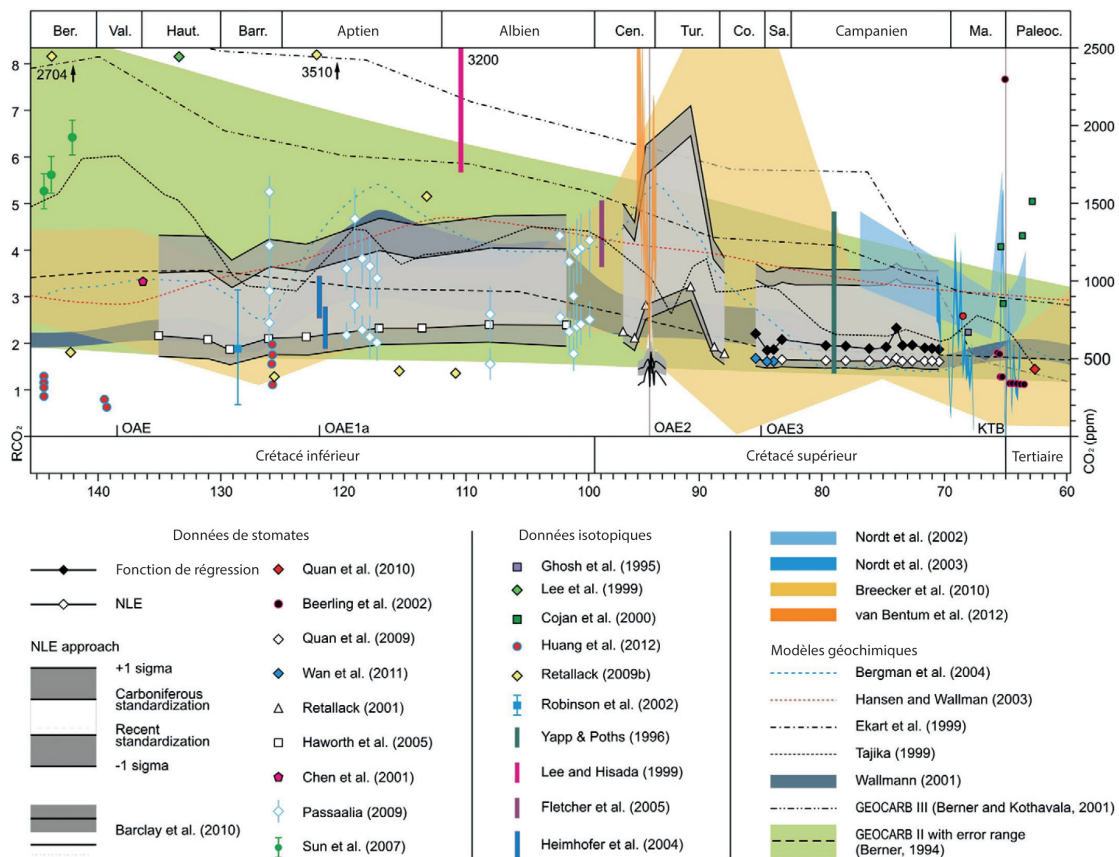 Ber. Val. Haut. Barr. Aptien Albien Cen. Tur. Co. Sa. Campanien Ma. Paleoc.
8 7 6 5 4 3 2 1
RCO₂
2500 2000 1500 1000 500
CO₂ (ppm)
2704
3510
3200
OAE OAE1a OAE2 OAE3 KTB
Crétacé inférieur Crétacé supérieur Tertiaire
140 130 120 110 100 90 80 70 60
Données de stomates
Fonction de régression
NLE
NLE approach
+1 sigma
Carboniferous
standardization
Recent
standardization
-1 sigma
Barclay et al. (2010)
Quan et al. (2010)
Beerling et al. (2002)
Quan et al. (2009)
Wan et al. (2011)
Retallack (2001)
Haworth et al. (2005)
Chen et al. (2001)
Passaalia (2009)
Sun et al. (2007)
Données isotopiques
Ghosh et al. (1995)
Lee et al. (1999)
Cojan et al. (2000)
Huang et al. (2012)
Retallack (2009b)
Robinson et al. (2002)
Yapp & Poths (1996)
Lee and Hisada (1999)
Fletcher et al. (2005)
Heimhofer et al. (2004)
Nordt et al. (2002)
Nordt et al. (2003)
Breecker et al. (2010)
van Bentum et al. (2012)
Modèles géochimiques
Bergman et al. (2004)
Hansen and Wallman (2003)
Ekart et al. (1999)
Tajika (1999)
Wallmann (2001)
GEOCARB III (Berner and Kothavala, 2001)
GEOCARB II with error range
(Berner, 1994)